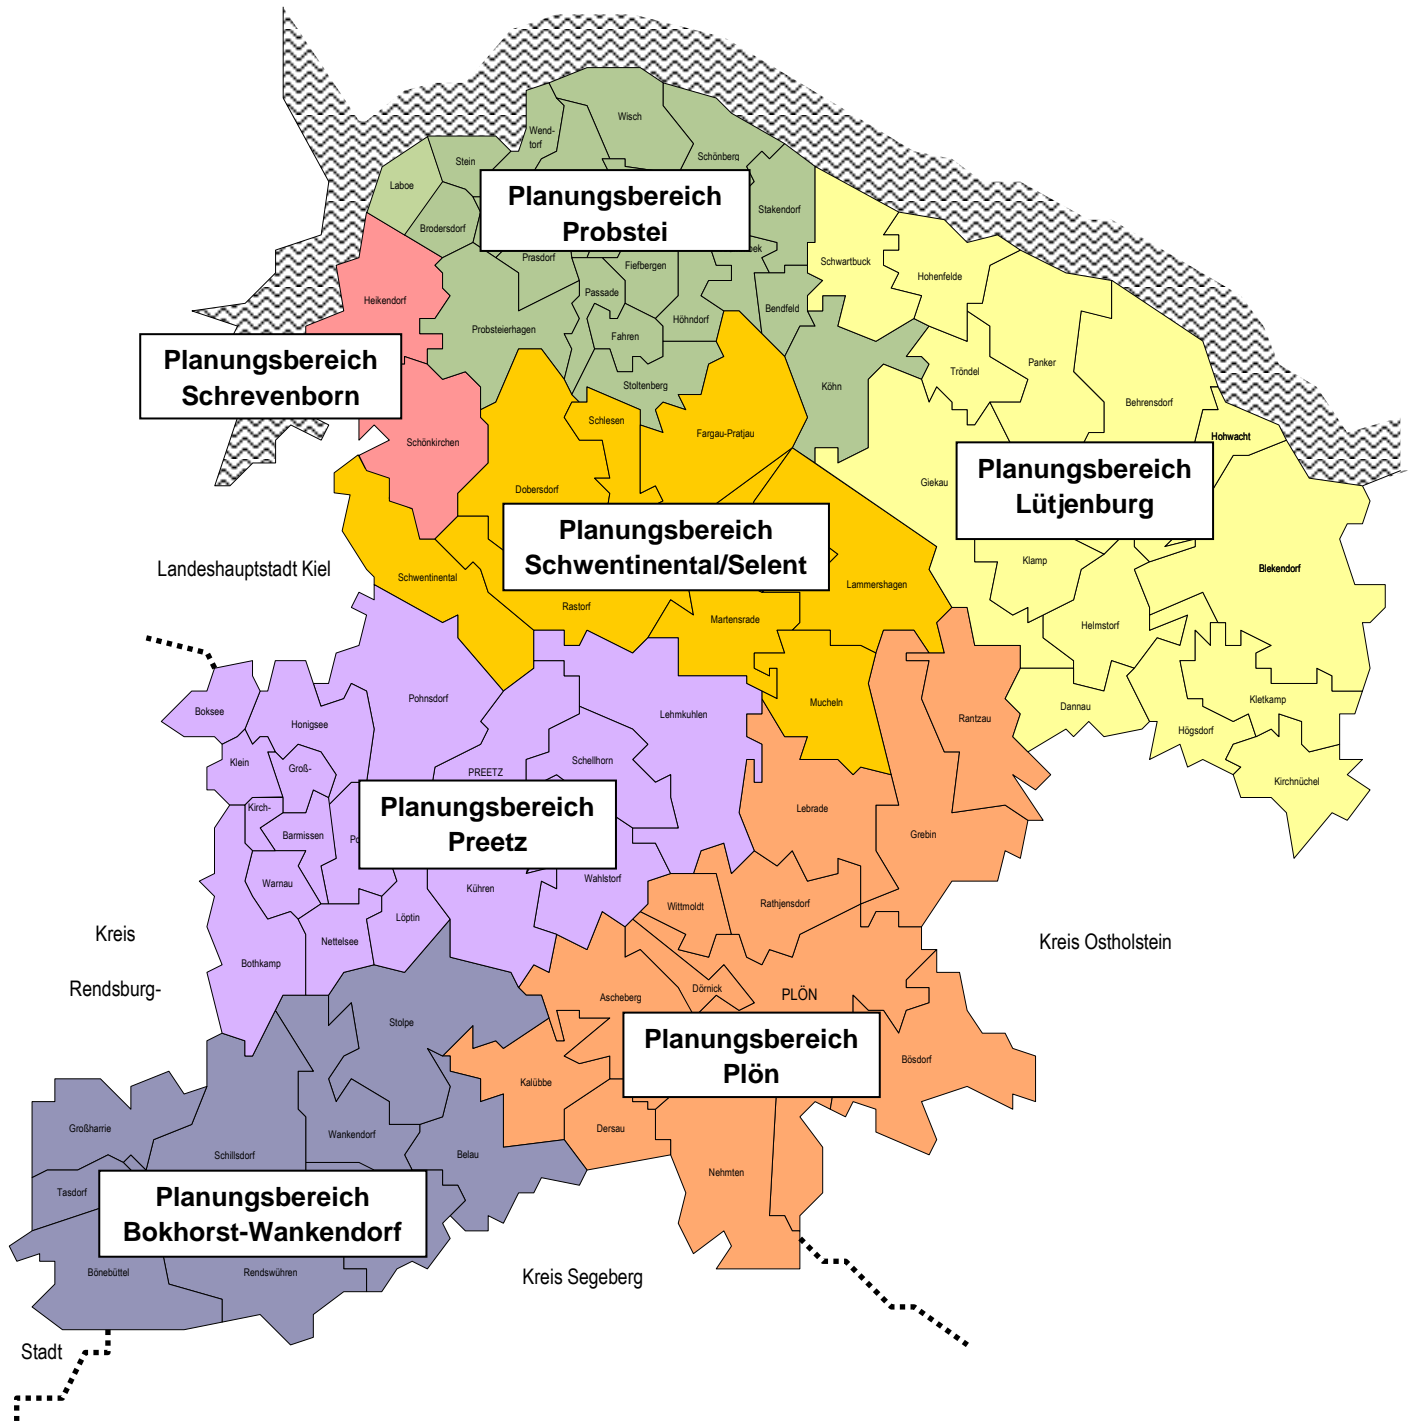 Wisch
Wend-
torf
Schönberg
Stein
Laboe
Planungsbereich
Probstei
Stakendorf
Brodersdorf
bek
Prasdorf
Fiefbergen
Schwartbuck
Hohenfelde
Passade
Heikendorf
Bendfeld
Höhndorf
Probsteierhagen
Fahren
Planungsbereich
Schrevenborn
Panker
Tröndel
Stoltenberg
Köhn
Behrensdorf
Schlesen
Fargau-Pratjau
Schönkirchen
Hohwacht
Planungsbereich
Lütjenburg
Giekau
Dobersdorf
Planungsbereich
Schwentinental/Selent
Klamp
Blekendorf
Landeshauptstadt Kiel
Schwentinental
Lammershagen
Rastorf
Martensrade
Helmstorf
Pohnsdorf
Mucheln
Kletkamp
Dannau
Boksee
Lehmkuhlen
Rantzau
Honigsee
Högsdorf
Schellhorn
Klein
Groß-
PREETZ
Kirchnüchel
Planungsbereich
Preetz
Kirch-
Lebrade
Barmissen
Po
Grebin
Wahlstorf
Warnau
Kühren
Rathjensdorf
Wittmoldt
Löptin
Kreis
Nettelsee
Kreis Ostholstein
Bothkamp
Rendsburg-
Dörnick
PLÖN
Ascheberg
Stolpe
Planungsbereich
Plön
Bösdorf
Kalübbe
Großharrie
Dersau
Wankendorf
Schillsdorf
Belau
Nehmten
Tasdorf
Planungsbereich
Bokhorst-Wankendorf
Bönebüttel
Rendswühren
Kreis Segeberg
Stadt